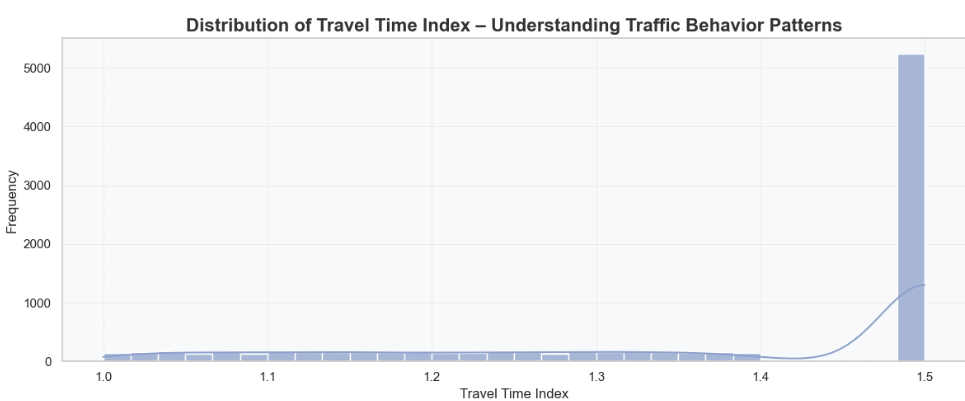 Distribution of Travel Time Index – Understanding Traffic Behavior Patterns
5000
4000
3000
2000
1000
0
Frequency
1.0 1.1 1.2 1.3 1.4 1.5
Travel Time Index